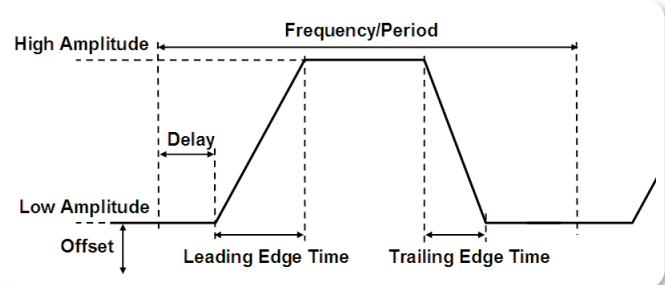 Frequency/Period
High Amplitude
Delay
Low Amplitude
Offset
Leading Edge Time
Trailing Edge Time